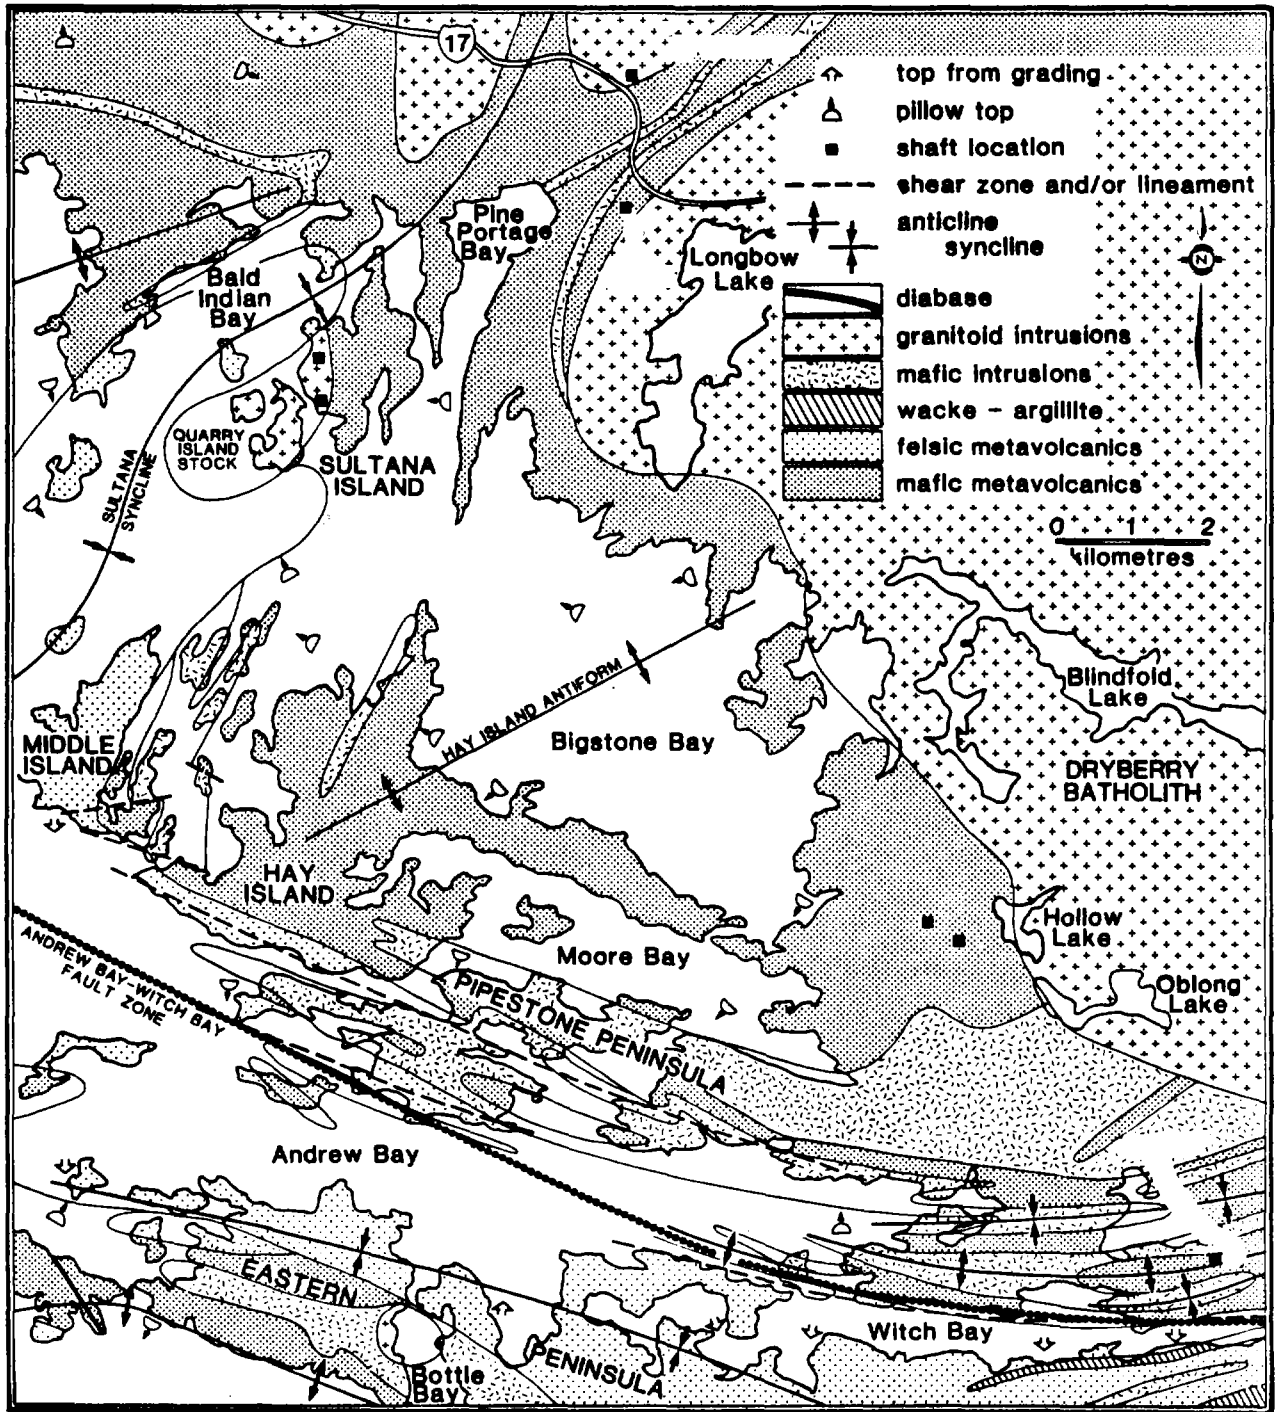 17
top from grading
pillow top
shaft location
shear zone and/or lineament
anticline
syncline
N
diabase
granitoid intrusions
mafic intrusions
wacke – argillite
felsic metavolcanics
mafic metavolcanics
0 1 2
kilometres
Pine
Portage
Bay
Longbow
Lake
Bald
Indian
Bay
QUARRY
ISLAND
STOCK
SULTANA
ISLAND
SULTANA
SYNCLINE
HAY ISLAND ANTIFORM
Bigstone Bay
Blindfold
Lake
MIDDLE
ISLAND
DRYBERRY
BATHOLITH
HAY
ISLAND
Hollow
Lake
Moore Bay
Oblong
Lake
ANDREW BAY-WITCH BAY
FAULT ZONE
PIPESTONE PENINSULA
Andrew Bay
EASTERN
PENINSULA
Witch Bay
Bottle
Bay